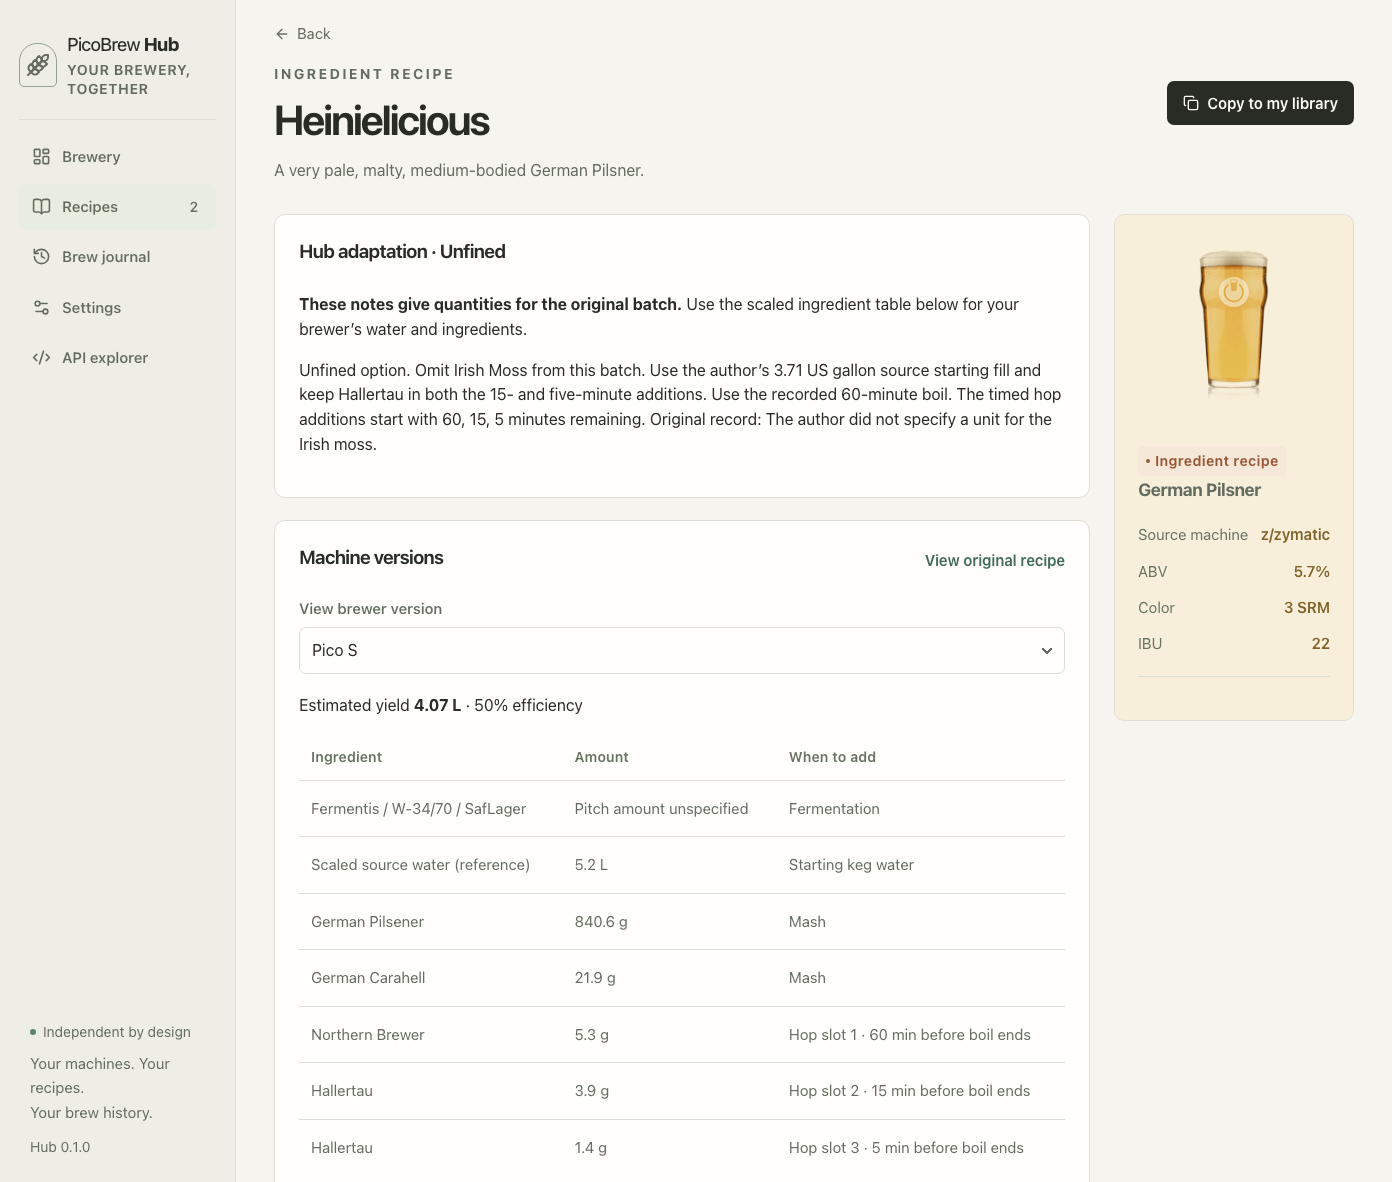 PicoBrew Hub
YOUR BREWERY,
TOGETHER
Brewery
Recipes 2
Brew journal
Settings
API explorer
Independent by design
Your machines. Your
recipes.
Your brew history.
Hub 0.1.0
Back
INGREDIENT RECIPE
Heinielicious
A very pale, malty, medium-bodied German Pilsner.
Copy to my library
Hub adaptation · Unfined
These notes give quantities for the original batch. Use the scaled ingredient table below for your
brewer’s water and ingredients.
Unfined option. Omit Irish Moss from this batch. Use the author’s 3.71 US gallon source starting fill and
keep Hallertau in both the 15- and five-minute additions. Use the recorded 60-minute boil. The timed hop
additions start with 60, 15, 5 minutes remaining. Original record: The author did not specify a unit for the
Irish moss.
Machine versions
View original recipe
View brewer version
Pico S
Estimated yield 4.07 L · 50% efficiency
Ingredient Amount When to add
Fermentis / W-34/70 / SafLager Pitch amount unspecified Fermentation
Scaled source water (reference) 5.2 L Starting keg water
German Pilsener 840.6 g Mash
German Carahell 21.9 g Mash
Northern Brewer 5.3 g Hop slot 1 · 60 min before boil ends
Hallertau 3.9 g Hop slot 2 · 15 min before boil ends
Hallertau 1.4 g Hop slot 3 · 5 min before boil ends
• Ingredient recipe
German Pilsner
Source machine z/zymatic
ABV 5.7%
Color 3 SRM
IBU 22